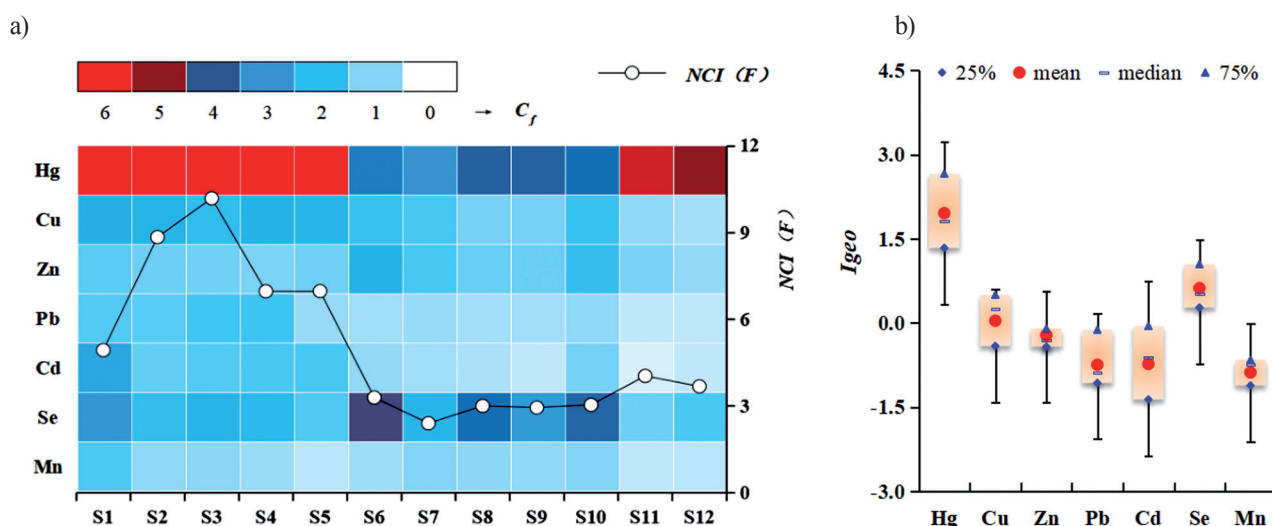 a)
6 5 4 3 2 1 0 → C_f
NCI (F)
Hg
Cu
Zn
Pb
Cd
Se
Mn
12
9
6
3
0
NCI (F)
S1 S2 S3 S4 S5 S6 S7 S8 S9 S10 S11 S12
b)
25% mean median 75%
4.5
3.0
1.5
0.0
-1.5
-3.0
Igeo
Hg Cu Zn Pb Cd Se Mn